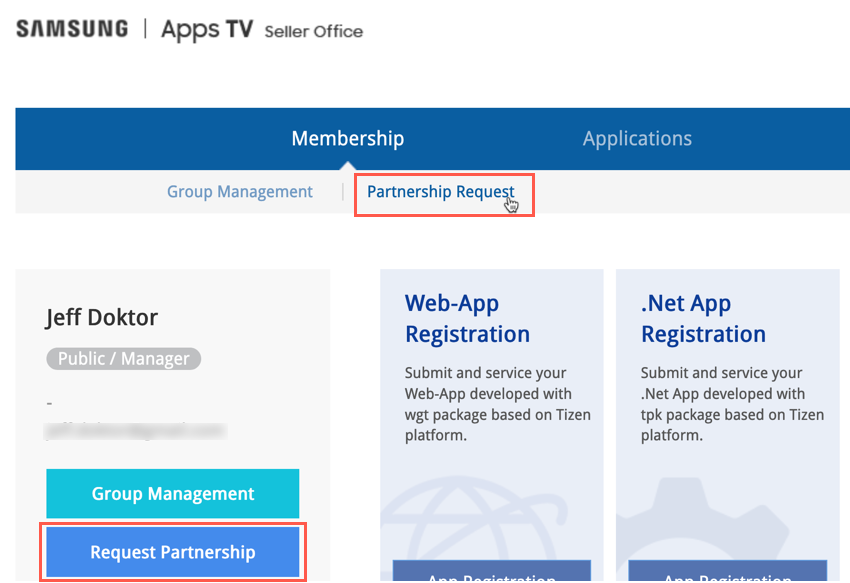 SAMSUNG | Apps TV Seller Office
Membership Applications
Group Management | Partnership Request
Jeff Doktor
Public / Manager
-
Group Management
Request Partnership
Web-App
Registration
Submit and service your
Web-App developed with
wgt package based on Tizen
platform.
App Registration
.Net App
Registration
Submit and service your
.Net App developed with
tpk package based on Tizen
platform.
App Registration